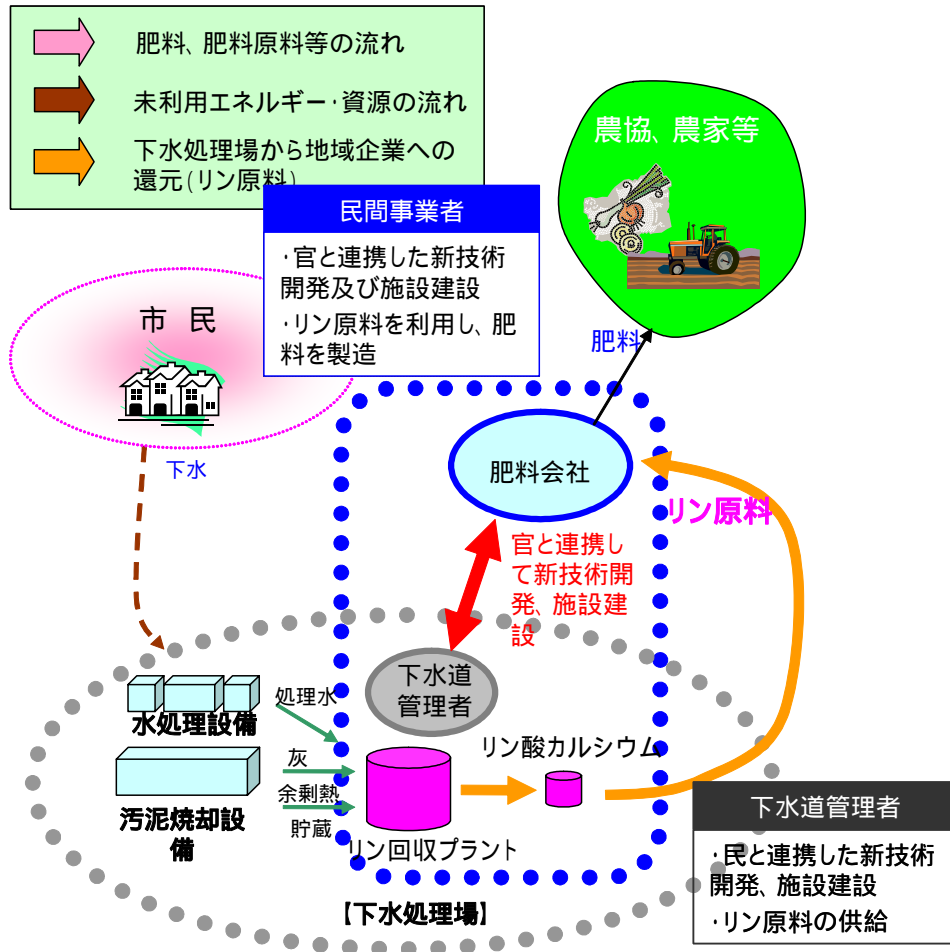 肥料、肥料原料等の流れ
未利用エネルギー・資源の流れ
下水処理場から地域企業への
還元(リン原料)
農協、農家等
民間事業者
・官と連携した新技術
開発及び施設建設
・リン原料を利用し、肥
料を製造
市 民
肥料
下水
肥料会社
リン原料
官と連携し
て新技術開
発、施設建
設
下水道
管理者
処理水
水処理設備
リン酸カルシウム
灰
余剰熱
貯蔵
汚泥焼却設
備
リン回収プラント
下水道管理者
・民と連携した新技術
開発、施設建設
・リン原料の供給
【下水処理場】